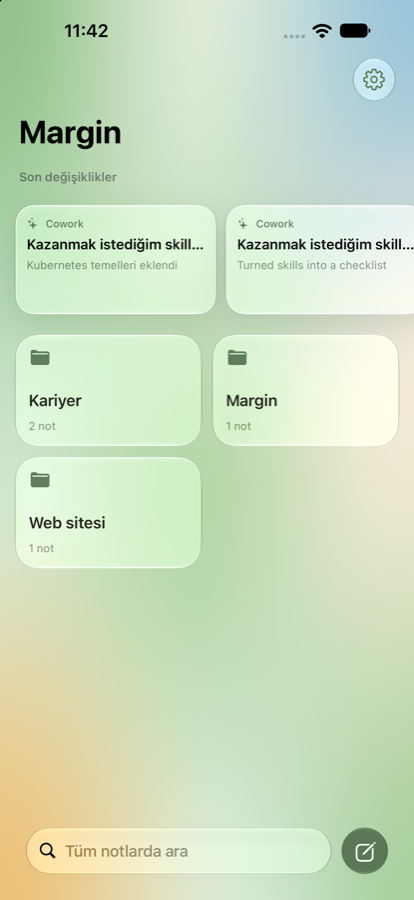 11:42
Margin
Son değişiklikler
Cowork
Kazanmak istediğim skill...
Kubernetes temelleri eklendi
Cowork
Kazanmak istediğim skill...
Turned skills into a checklist
Kariyer
2 not
Margin
1 not
Web sitesi
1 not
Tüm notlarda ara